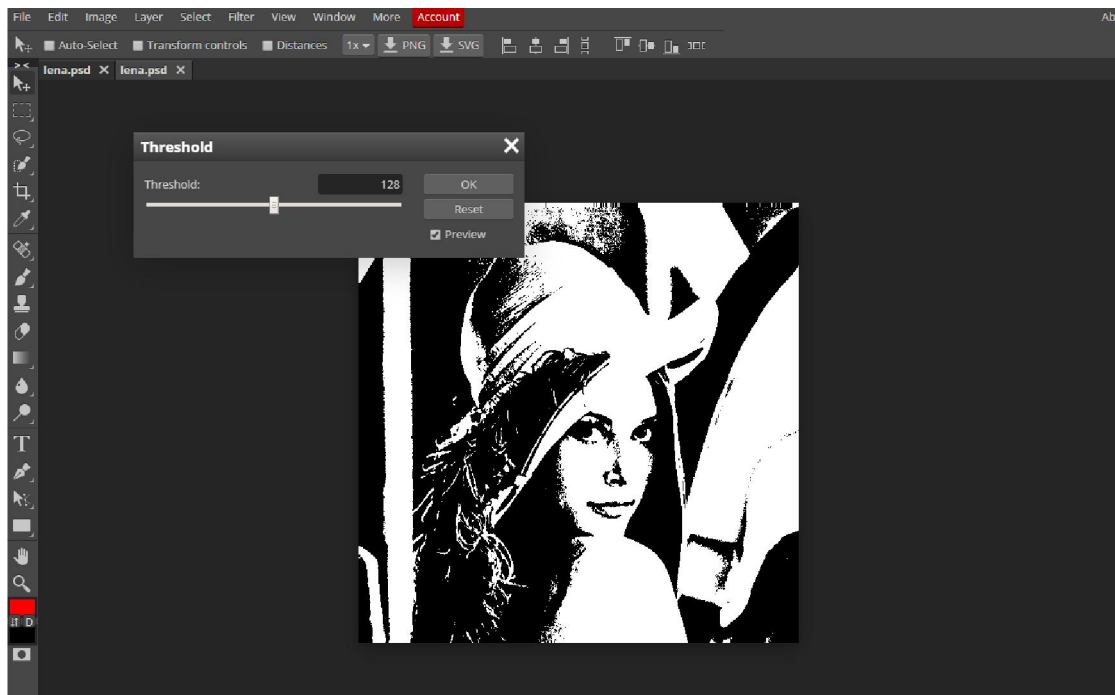 File Edit Image Layer Select Filter View Window More Account
Auto-Select Transform controls Distances 1x PNG SVG
lena.psd lena.psd
Threshold
Threshold: 128 OK
Reset
Preview
T
D